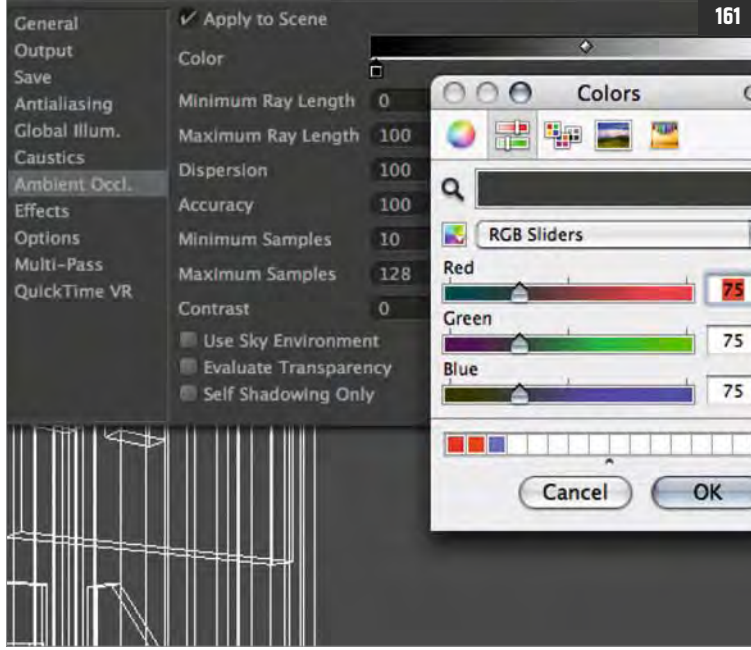 161
General
Output
Save
Antialiasing
Global Illum.
Caustics
Ambient Occl.
Effects
Options
Multi-Pass
QuickTime VR
Apply to Scene
Color
Minimum Ray Length 0
Maximum Ray Length 100
Dispersion 100
Accuracy 100
Minimum Samples 10
Maximum Samples 128
Contrast 0
Use Sky Environment
Evaluate Transparency
Self Shadowing Only
Colors
RGB Sliders
Red
75
Green
75
Blue
75
Cancel OK